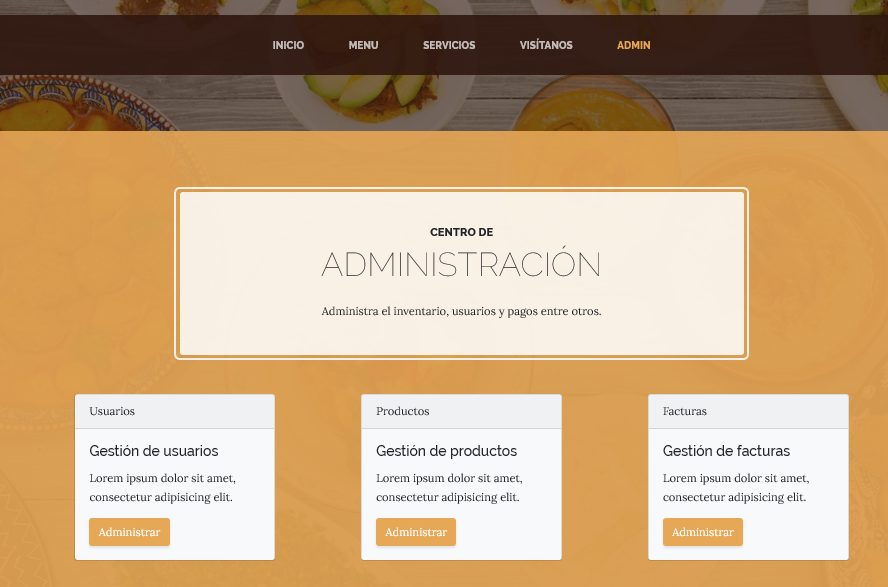 INICIO MENU SERVICIOS VISÍTANOS ADMIN
CENTRO DE
ADMINISTRACIÓN
Administra el inventario, usuarios y pagos entre otros.
Usuarios
Gestión de usuarios
Lorem ipsum dolor sit amet,
consectetur adipisicing elit.
Administrar
Productos
Gestión de productos
Lorem ipsum dolor sit amet,
consectetur adipisicing elit.
Administrar
Facturas
Gestión de facturas
Lorem ipsum dolor sit amet,
consectetur adipisicing elit.
Administrar